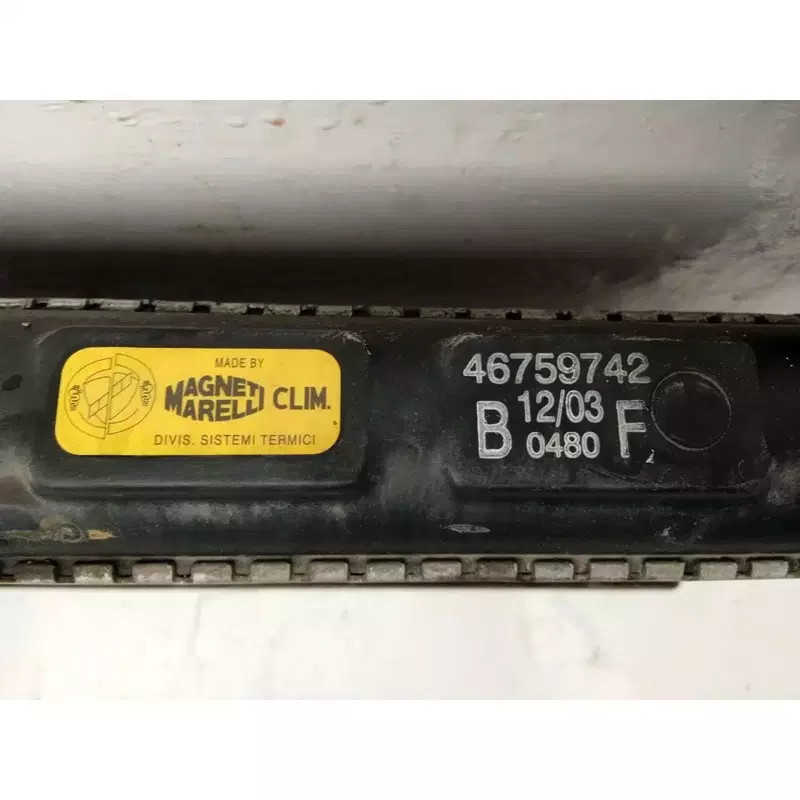 MADE BY
MAGNETI
MARELLI
CLIM.
DIVIS. SISTEMI TERMICI
46759742
B 12/03 F
0480